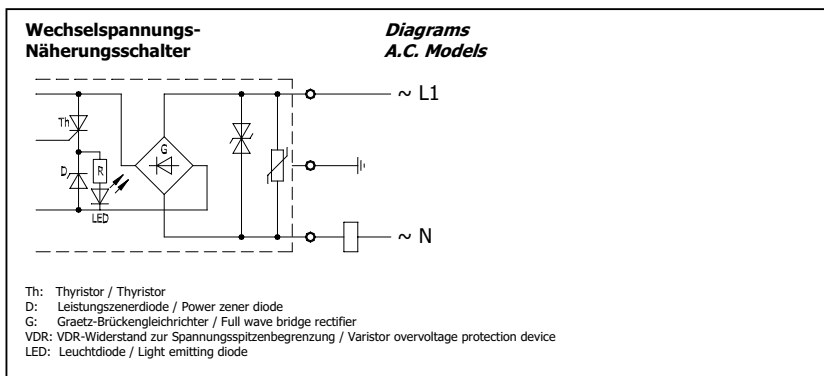 Wechselspannungs-
Näherungsschalter
Diagrams
A.C. Models
~ L1
Th
G
D
R
LED
~ N
Th: Thyristor / Thyristor
D: Leistungszenerdiode / Power zener diode
G: Graetz-Brückengleichrichter / Full wave bridge rectifier
VDR: VDR-Widerstand zur Spannungsspitzenbegrenzung / Varistor overvoltage protection device
LED: Leuchtdiode / Light emitting diode